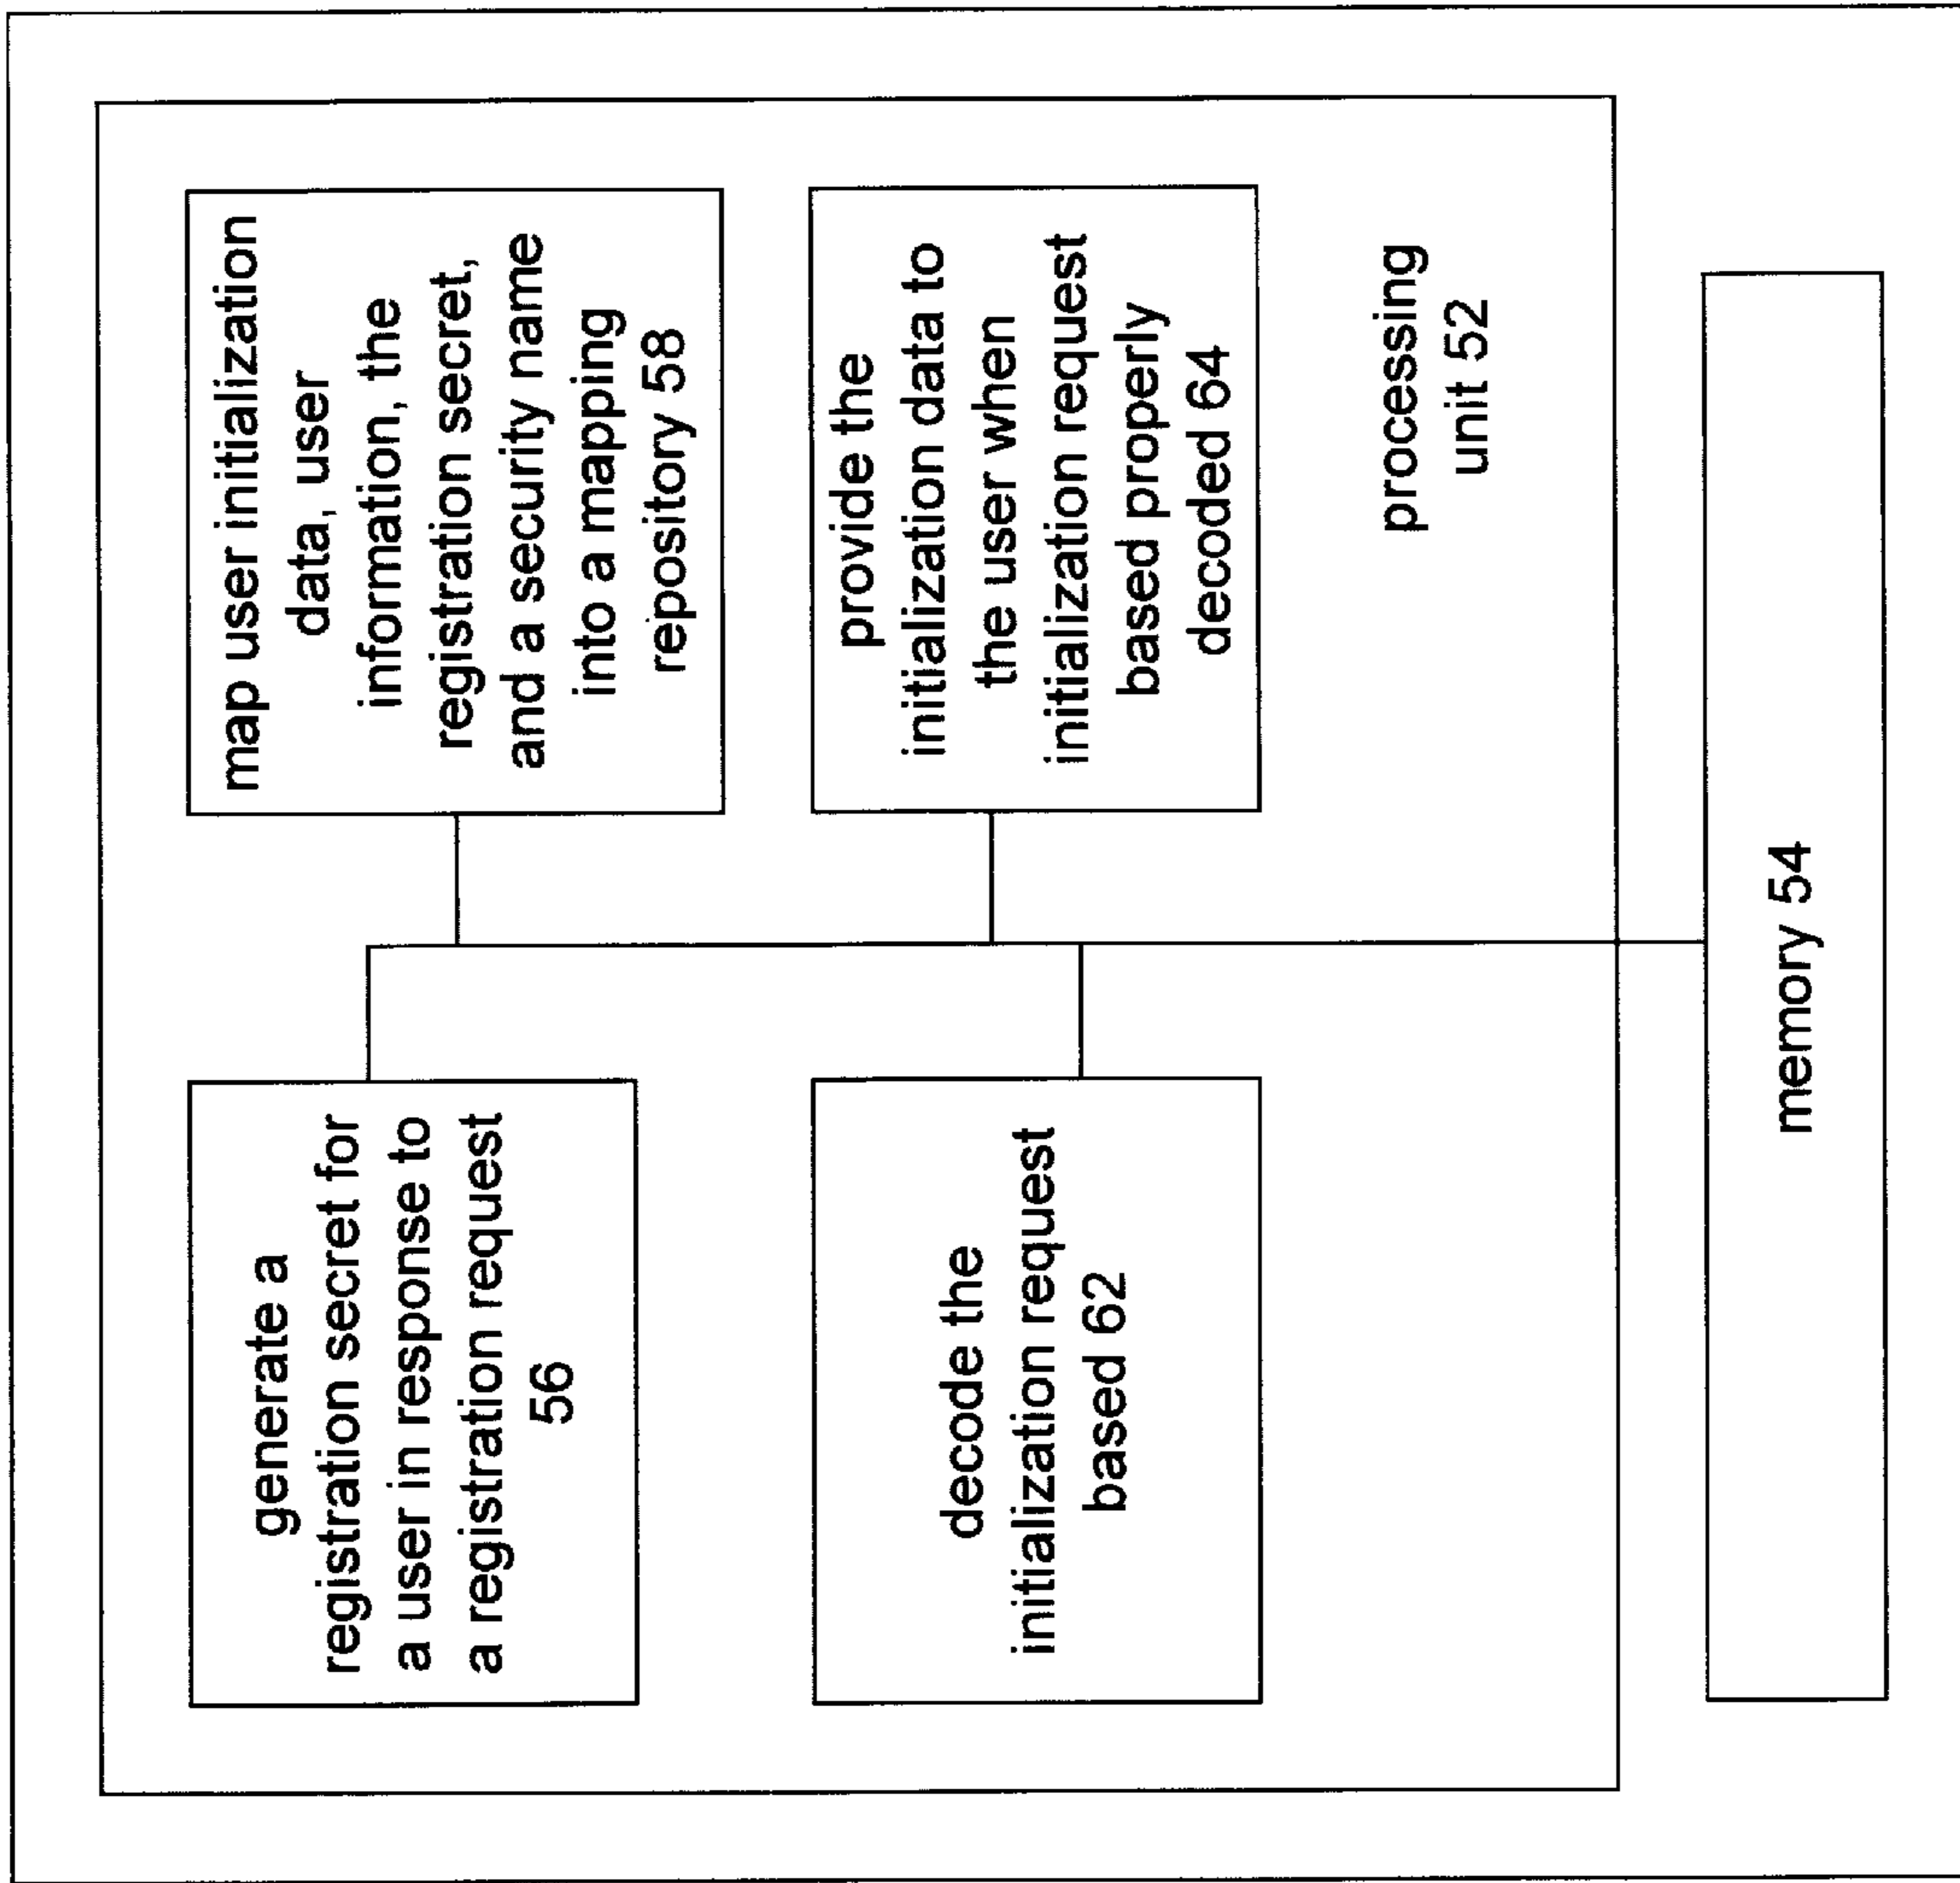 generate a
registration secret for
a user in response to
a registration request
56
map user initialization
data, user
information, the
registration secret,
and a security name
into a mapping
repository 58
decode the
initialization request
based 62
provide the
initialization data to
the user when
initialization request
based properly
decoded 64
processing
unit 52
memory 54